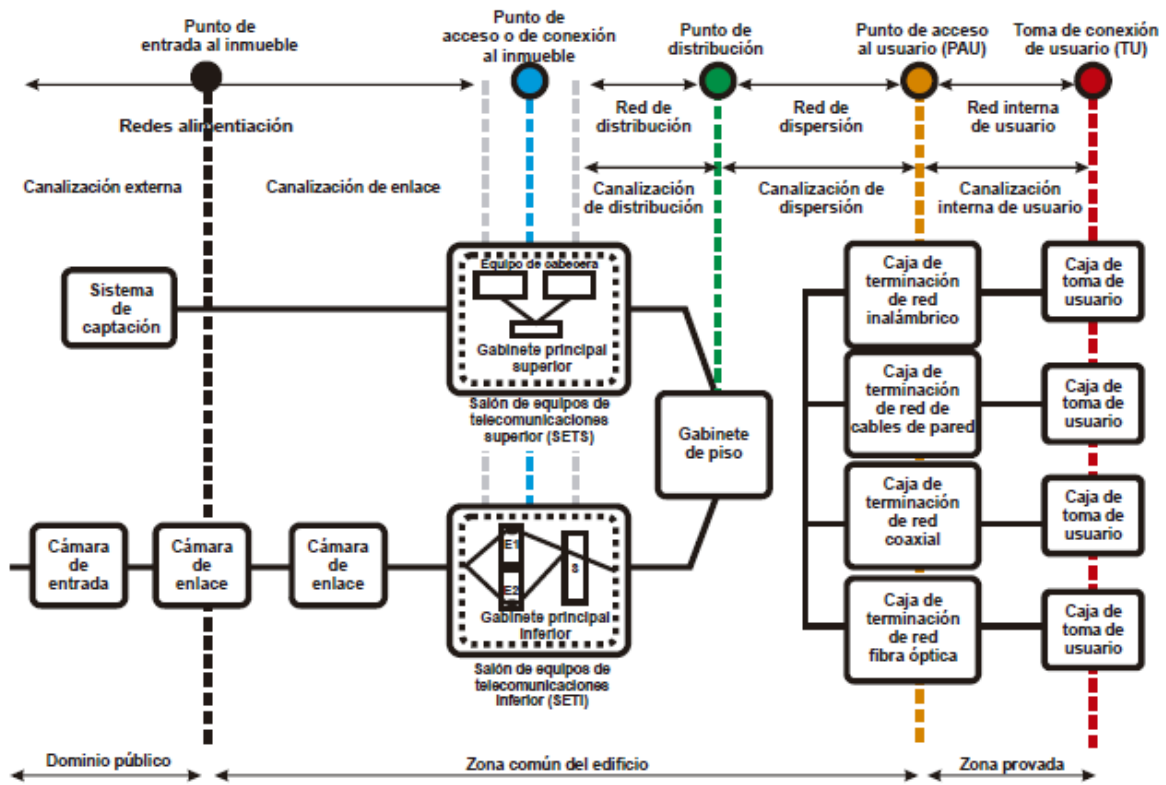 Punto de
entrada al inmueble
Punto de
acceso o de conexión
al inmueble
Punto de
distribución
Punto de acceso
al usuario (PAU)
Toma de conexión
de usuario (TU)
Redes alimentiación
Red de
distribución
Red de
dispersión
Red interna
de usuario
Canalización externa
Canalización de enlace
Canalización
de distribución
Canalización de
dispersión
Canalización
interna de usuario
Sistema
de
captación
Equipo de cabecera
Gabinete principal
superior
Salón de equipos de
telecomunicaciones
superior (SETS)
Gabinete
de piso
Caja de
terminación
de red
inalámbrico
Caja de
toma de
usuario
Caja de
terminación
de red de
cables de pared
Caja de
toma de
usuario
Caja de
terminación
de red
coaxial
Caja de
toma de
usuario
Caja de
terminación
de red
fibra óptica
Caja de
toma de
usuario
Cámara
de
entrada
Cámara
de
enlace
Cámara
de
enlace
E1
E2
S
Gabinete principal
inferior
Salón de equipos de
telecomunicaciones
inferior (SETI)
Dominio público
Zona común del edificio
Zona provada